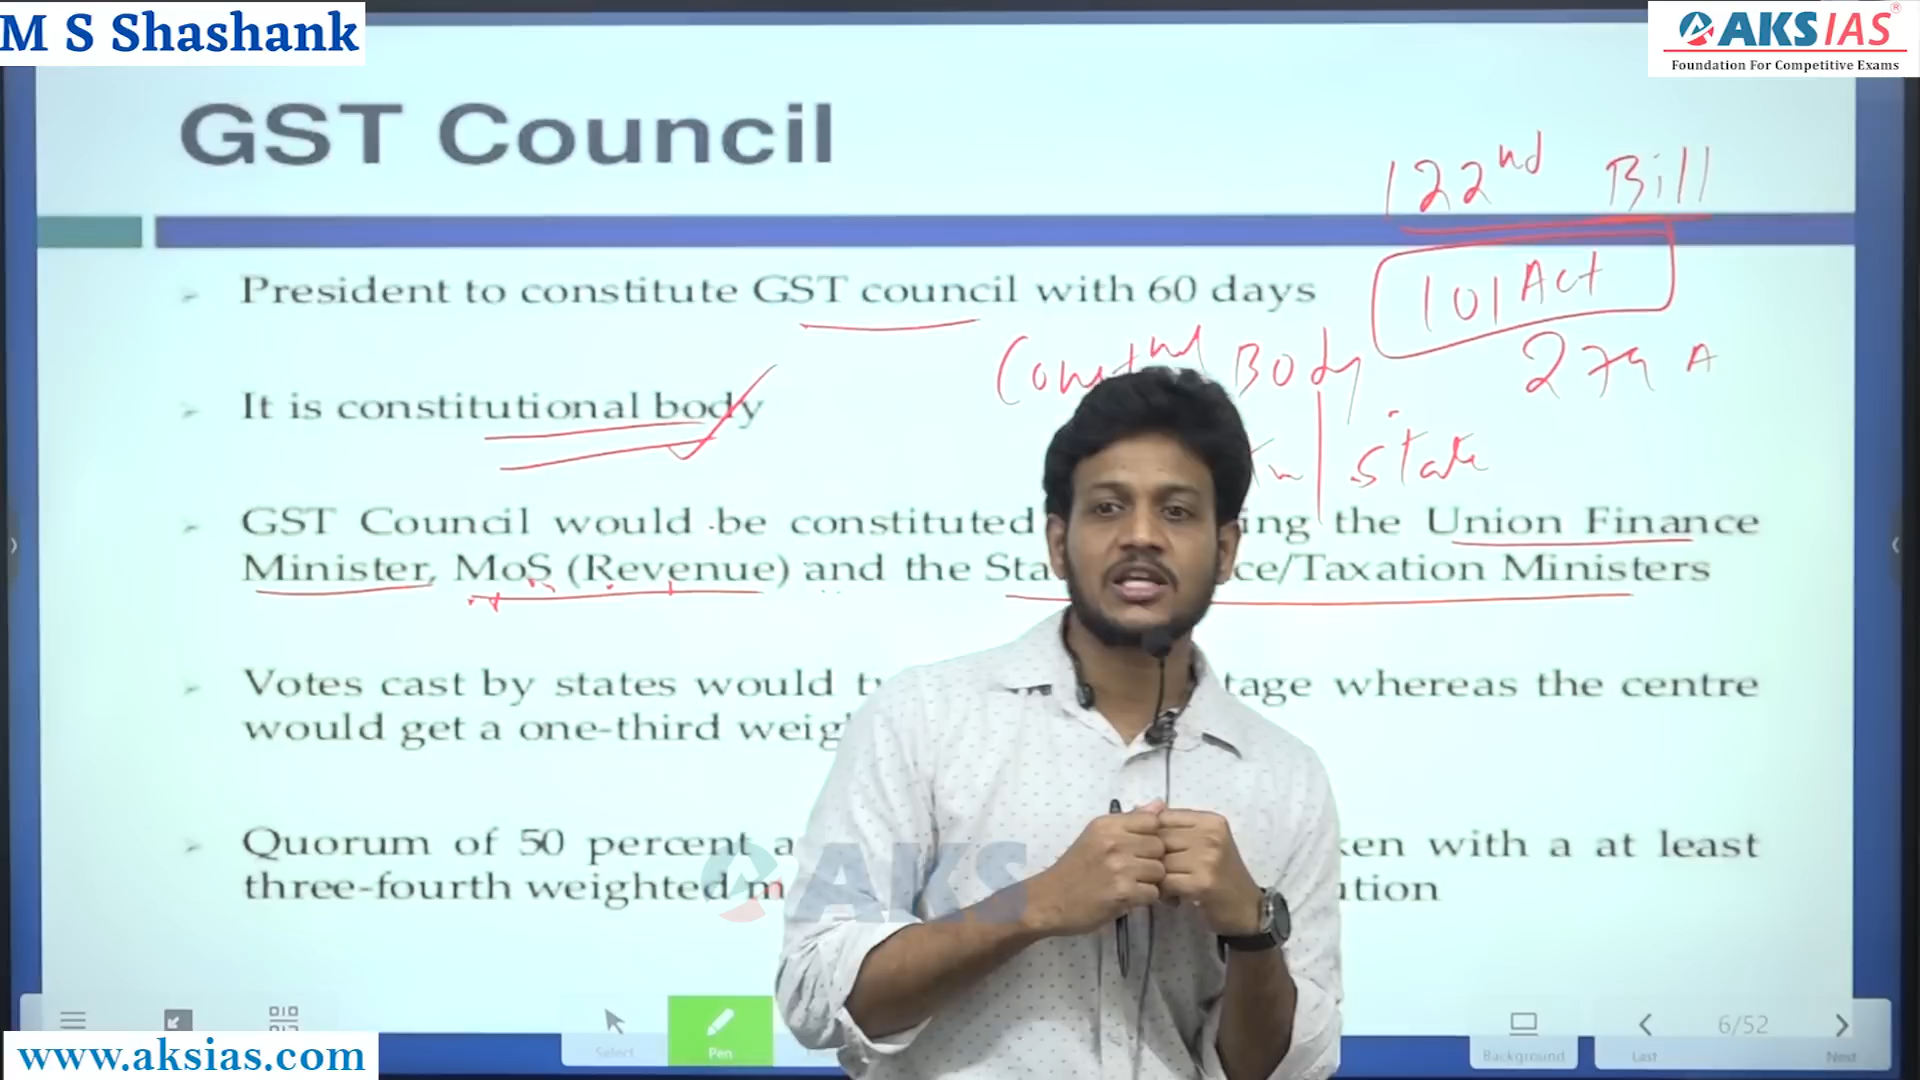 M S Shashank
AKS IAS
Foundation For Competitive Exams
GST Council
122nd Bill
President to constitute GST council with 60 days
101 Act
279 A
Body
It is constitutional body
State
GST Council would be constituted ing the Union Finance
Minister, MoS (Revenue) and the Sta ce/Taxation Ministers
Votes cast by states would tage whereas the centre
would get a one-third weig
Quorum of 50 percent a ken with a at least
three-fourth weighted m ution
AKS
Select
Pen
Background
6/52
Last
Next
www.aksias.com